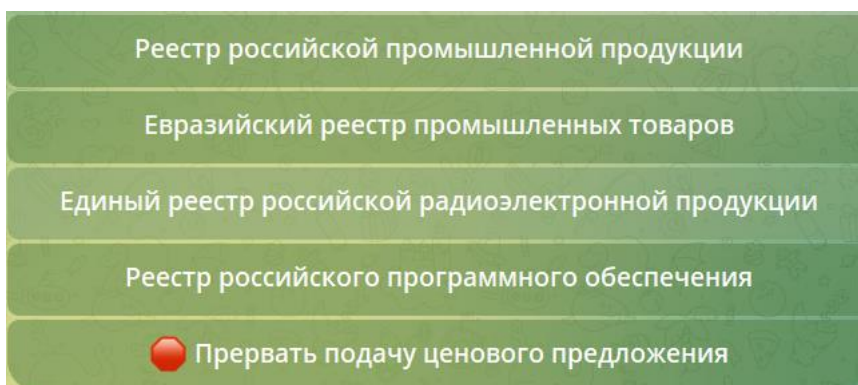 Реестр российской промышленной продукции
Евразийский реестр промышленных товаров
Единый реестр российской радиоэлектронной продукции
Реестр российского программного обеспечения
Прервать подачу ценового предложения